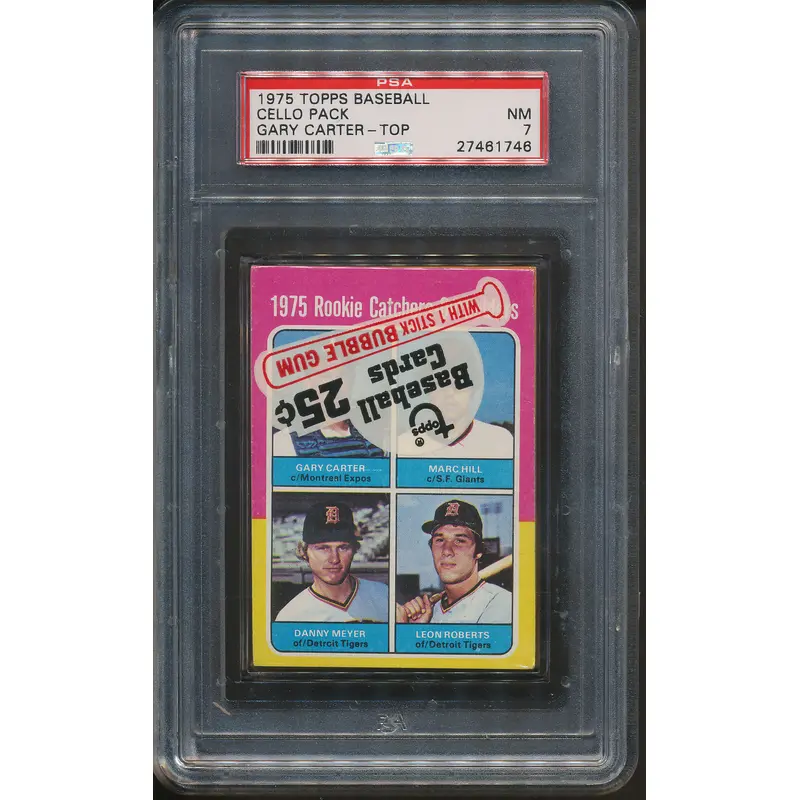 PSA
1975 TOPPS BASEBALL
CELLO PACK NM
GARY CARTER - TOP 7
27461746
1975 Rookie Catchers
WITH 1 STICK BUBBLE GUM
Baseball
Cards
25¢
topps
GARY CARTER
c/Montreal Expos
MARC HILL
c/S.F. Giants
DANNY MEYER
of/Detroit Tigers
LEON ROBERTS
of/Detroit Tigers
PSA